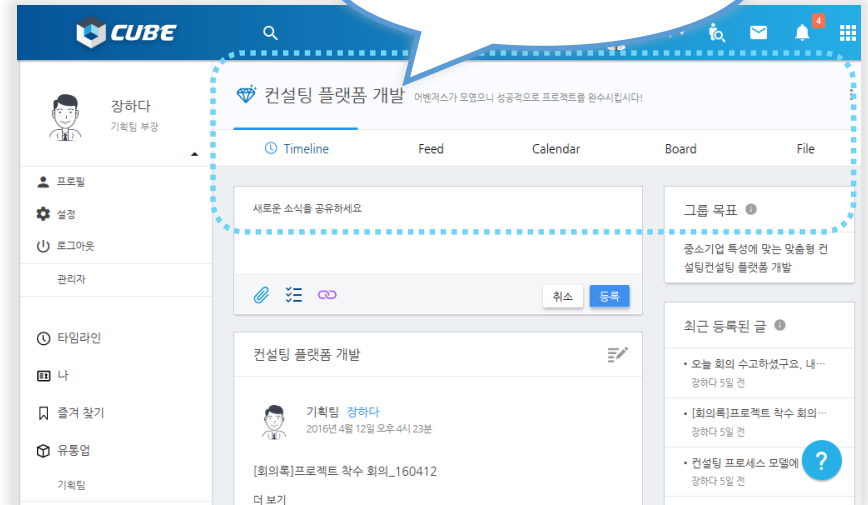 CUBE
4
장하다
기획팀 부장
프로필
설정
로그아웃
관리자
타임라인
나
즐겨 찾기
유통업
기획팀
컨설팅 플랫폼 개발 어벤저스가 모였으니 성공적으로 프로젝트를 완수시킵시다!
Timeline Feed Calendar Board File
새로운 소식을 공유하세요
취소 등록
컨설팅 플랫폼 개발
기획팀 장하다
2016년 4월 12일 오후 4시 23분
[회의록]프로젝트 착수 회의_160412
더 보기
그룹 목표
중소기업 특성에 맞는 맞춤형 컨
설팅컨설팅 플랫폼 개발
최근 등록된 글
• 오늘 회의 수고하셨구요, 내…
장하다 5일 전
• [회의록]프로젝트 착수 회의…
장하다 5일 전
• 컨설팅 프로세스 모델에
장하다 5일 전
?